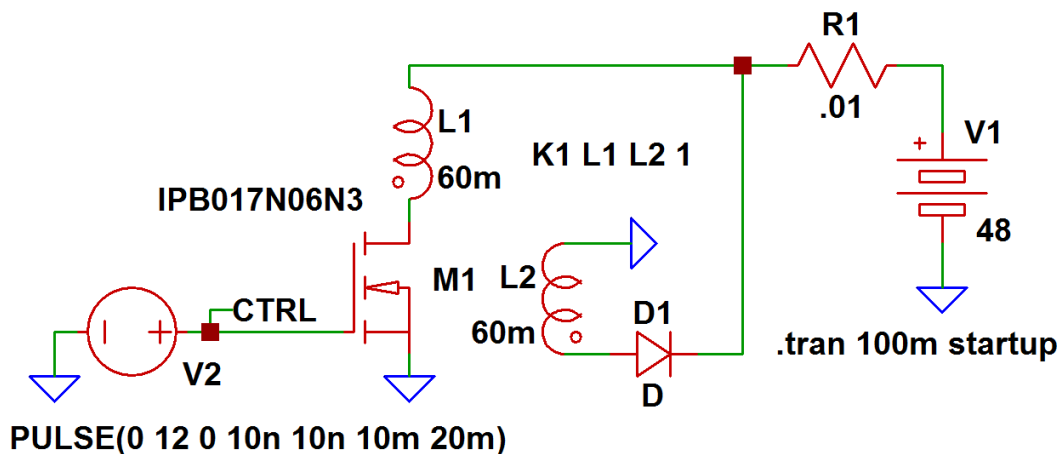 R1
.01
L1
60m
K1 L1 L2 1
V1
+
48
IPB017N06N3
M1
L2
60m
CTRL
V2
D1
D
.tran 100m startup
PULSE(0 12 0 10n 10n 10m 20m)